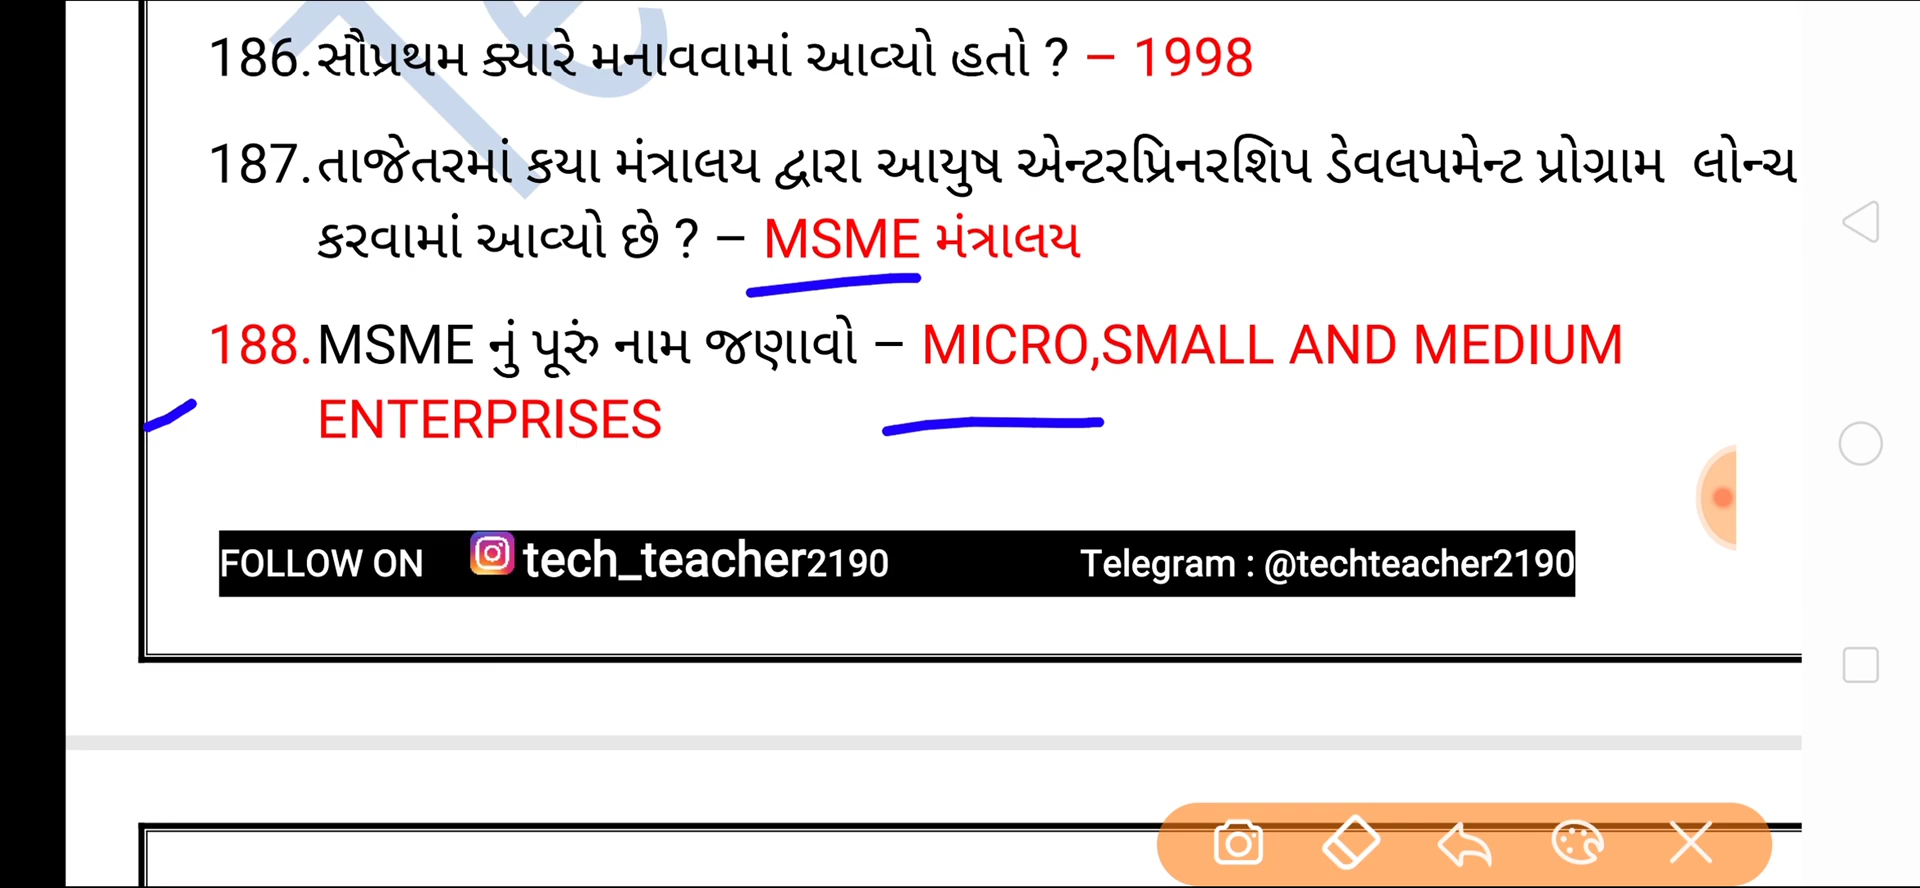 186. સૌપ્રથમ ક્યારે મનાવવામાં આવ્યો હતો ? – 1998
187. તાજેતરમાં કયા મંત્રાલય દ્વારા આયુષ એન્ટરપ્રિનરશિપ ડેવલપમેન્ટ પ્રોગ્રામ લોન્ચ
કરવામાં આવ્યો છે ? – MSME મંત્રાલય
188. MSME નું પૂરું નામ જણાવો – MICRO,SMALL AND MEDIUM
ENTERPRISES
FOLLOW ON tech_teacher2190 Telegram : @techteacher2190